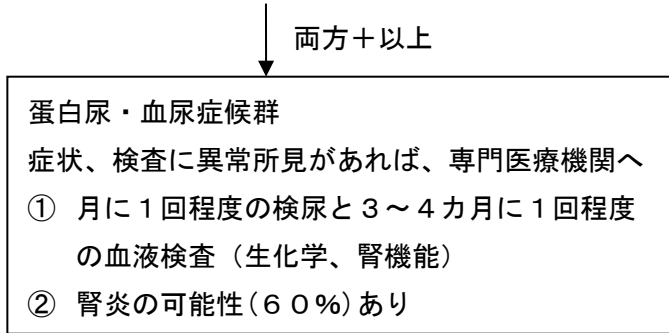 両方＋以上
蛋白尿・血尿症候群
症状、検査に異常所見があれば、専門医療機関へ
① 月に１回程度の検尿と３～４カ月に１回程度
の血液検査（生化学、腎機能）
② 腎炎の可能性(６０％)あり